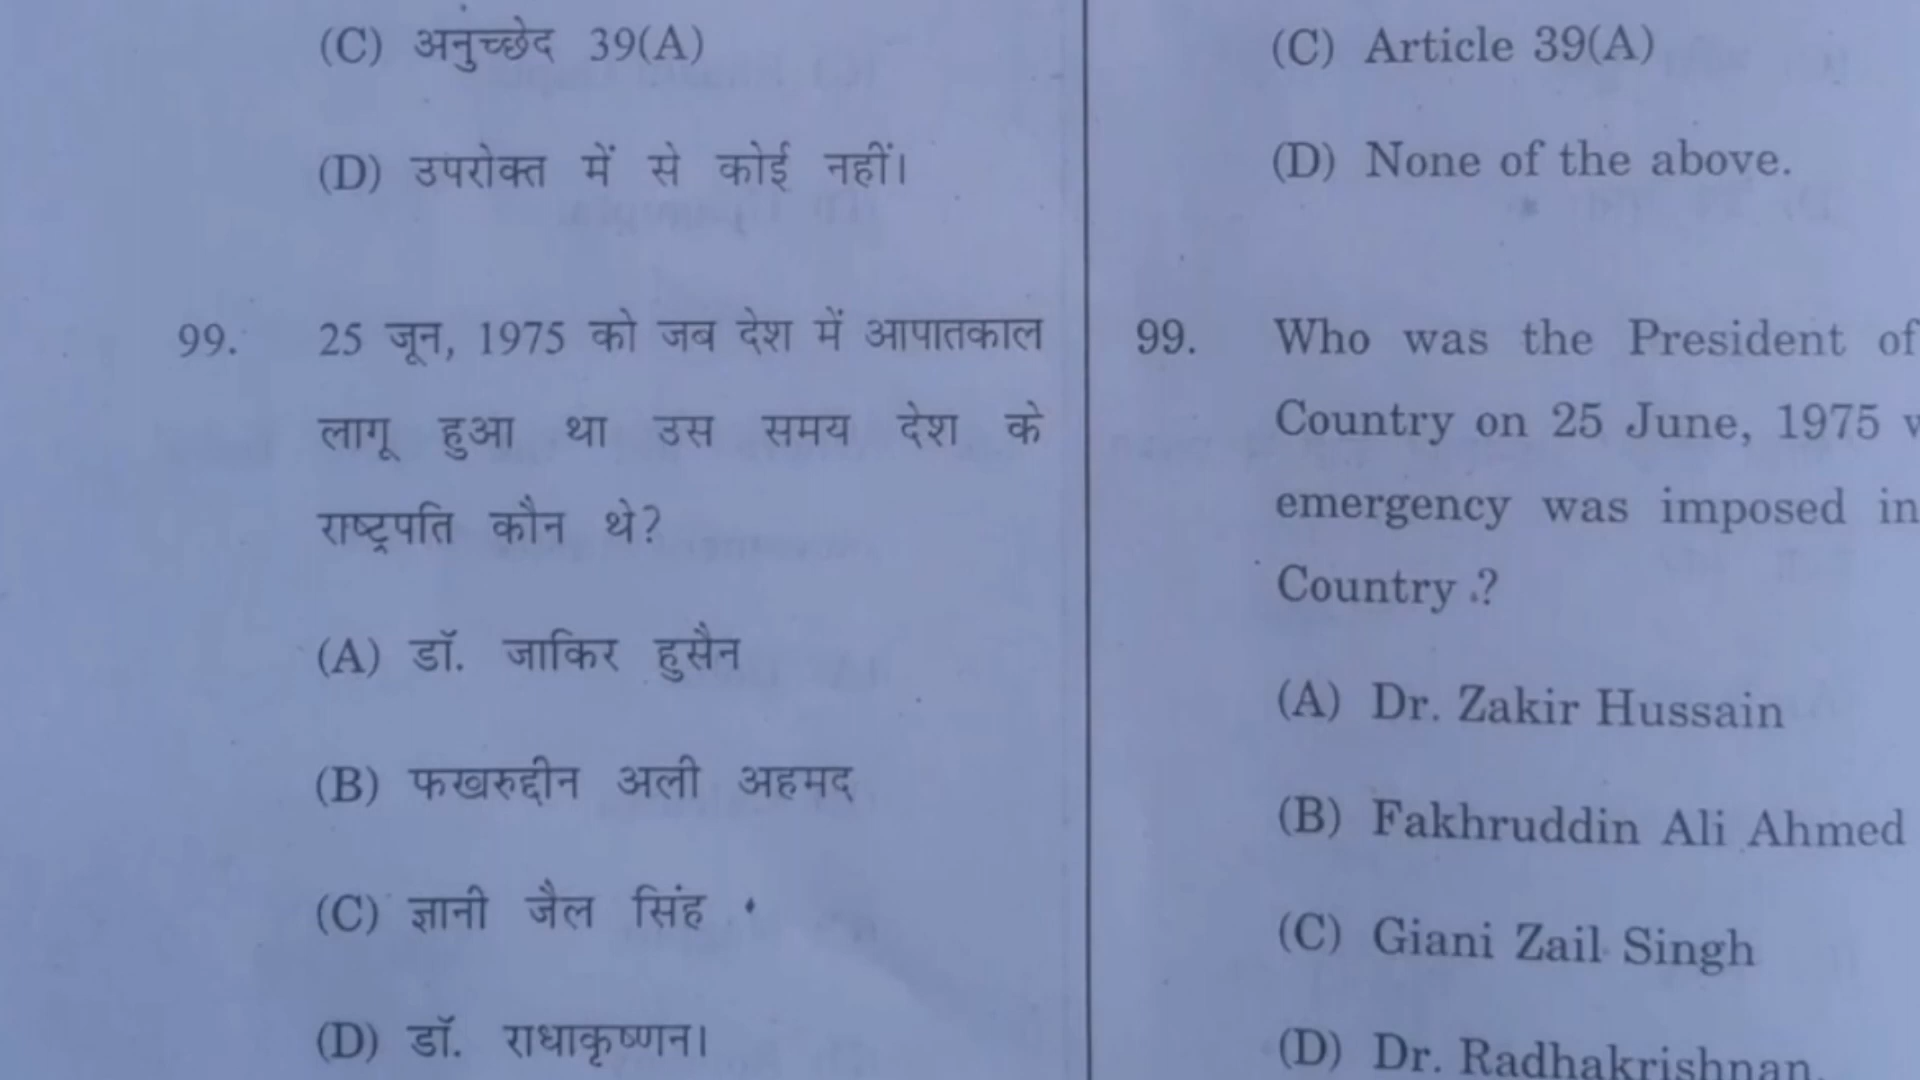 (C) अनुच्छेद 39(A)
(D) उपरोक्त में से कोई नहीं।
99. 25 जून, 1975 को जब देश में आपातकाल
लागू हुआ था उस समय देश के
राष्ट्रपति कौन थे?
(A) डॉ. जाकिर हुसैन
(B) फखरुद्दीन अली अहमद
(C) ज्ञानी जैल सिंह
(D) डॉ. राधाकृष्णन।
(C) Article 39(A)
(D) None of the above.
99. Who was the President of
Country on 25 June, 1975
emergency was imposed in
Country ?
(A) Dr. Zakir Hussain
(B) Fakhruddin Ali Ahmed
(C) Giani Zail Singh
(D) Dr. Radhakrishnan.